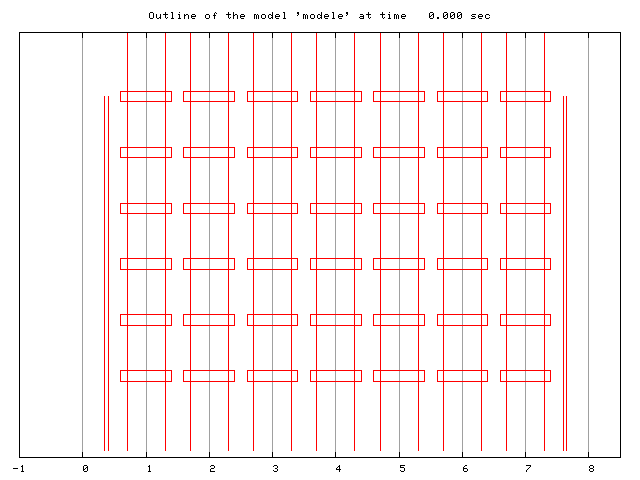 Outline of the model 'modele' at time 0.000 sec
-1 0 1 2 3 4 5 6 7 8